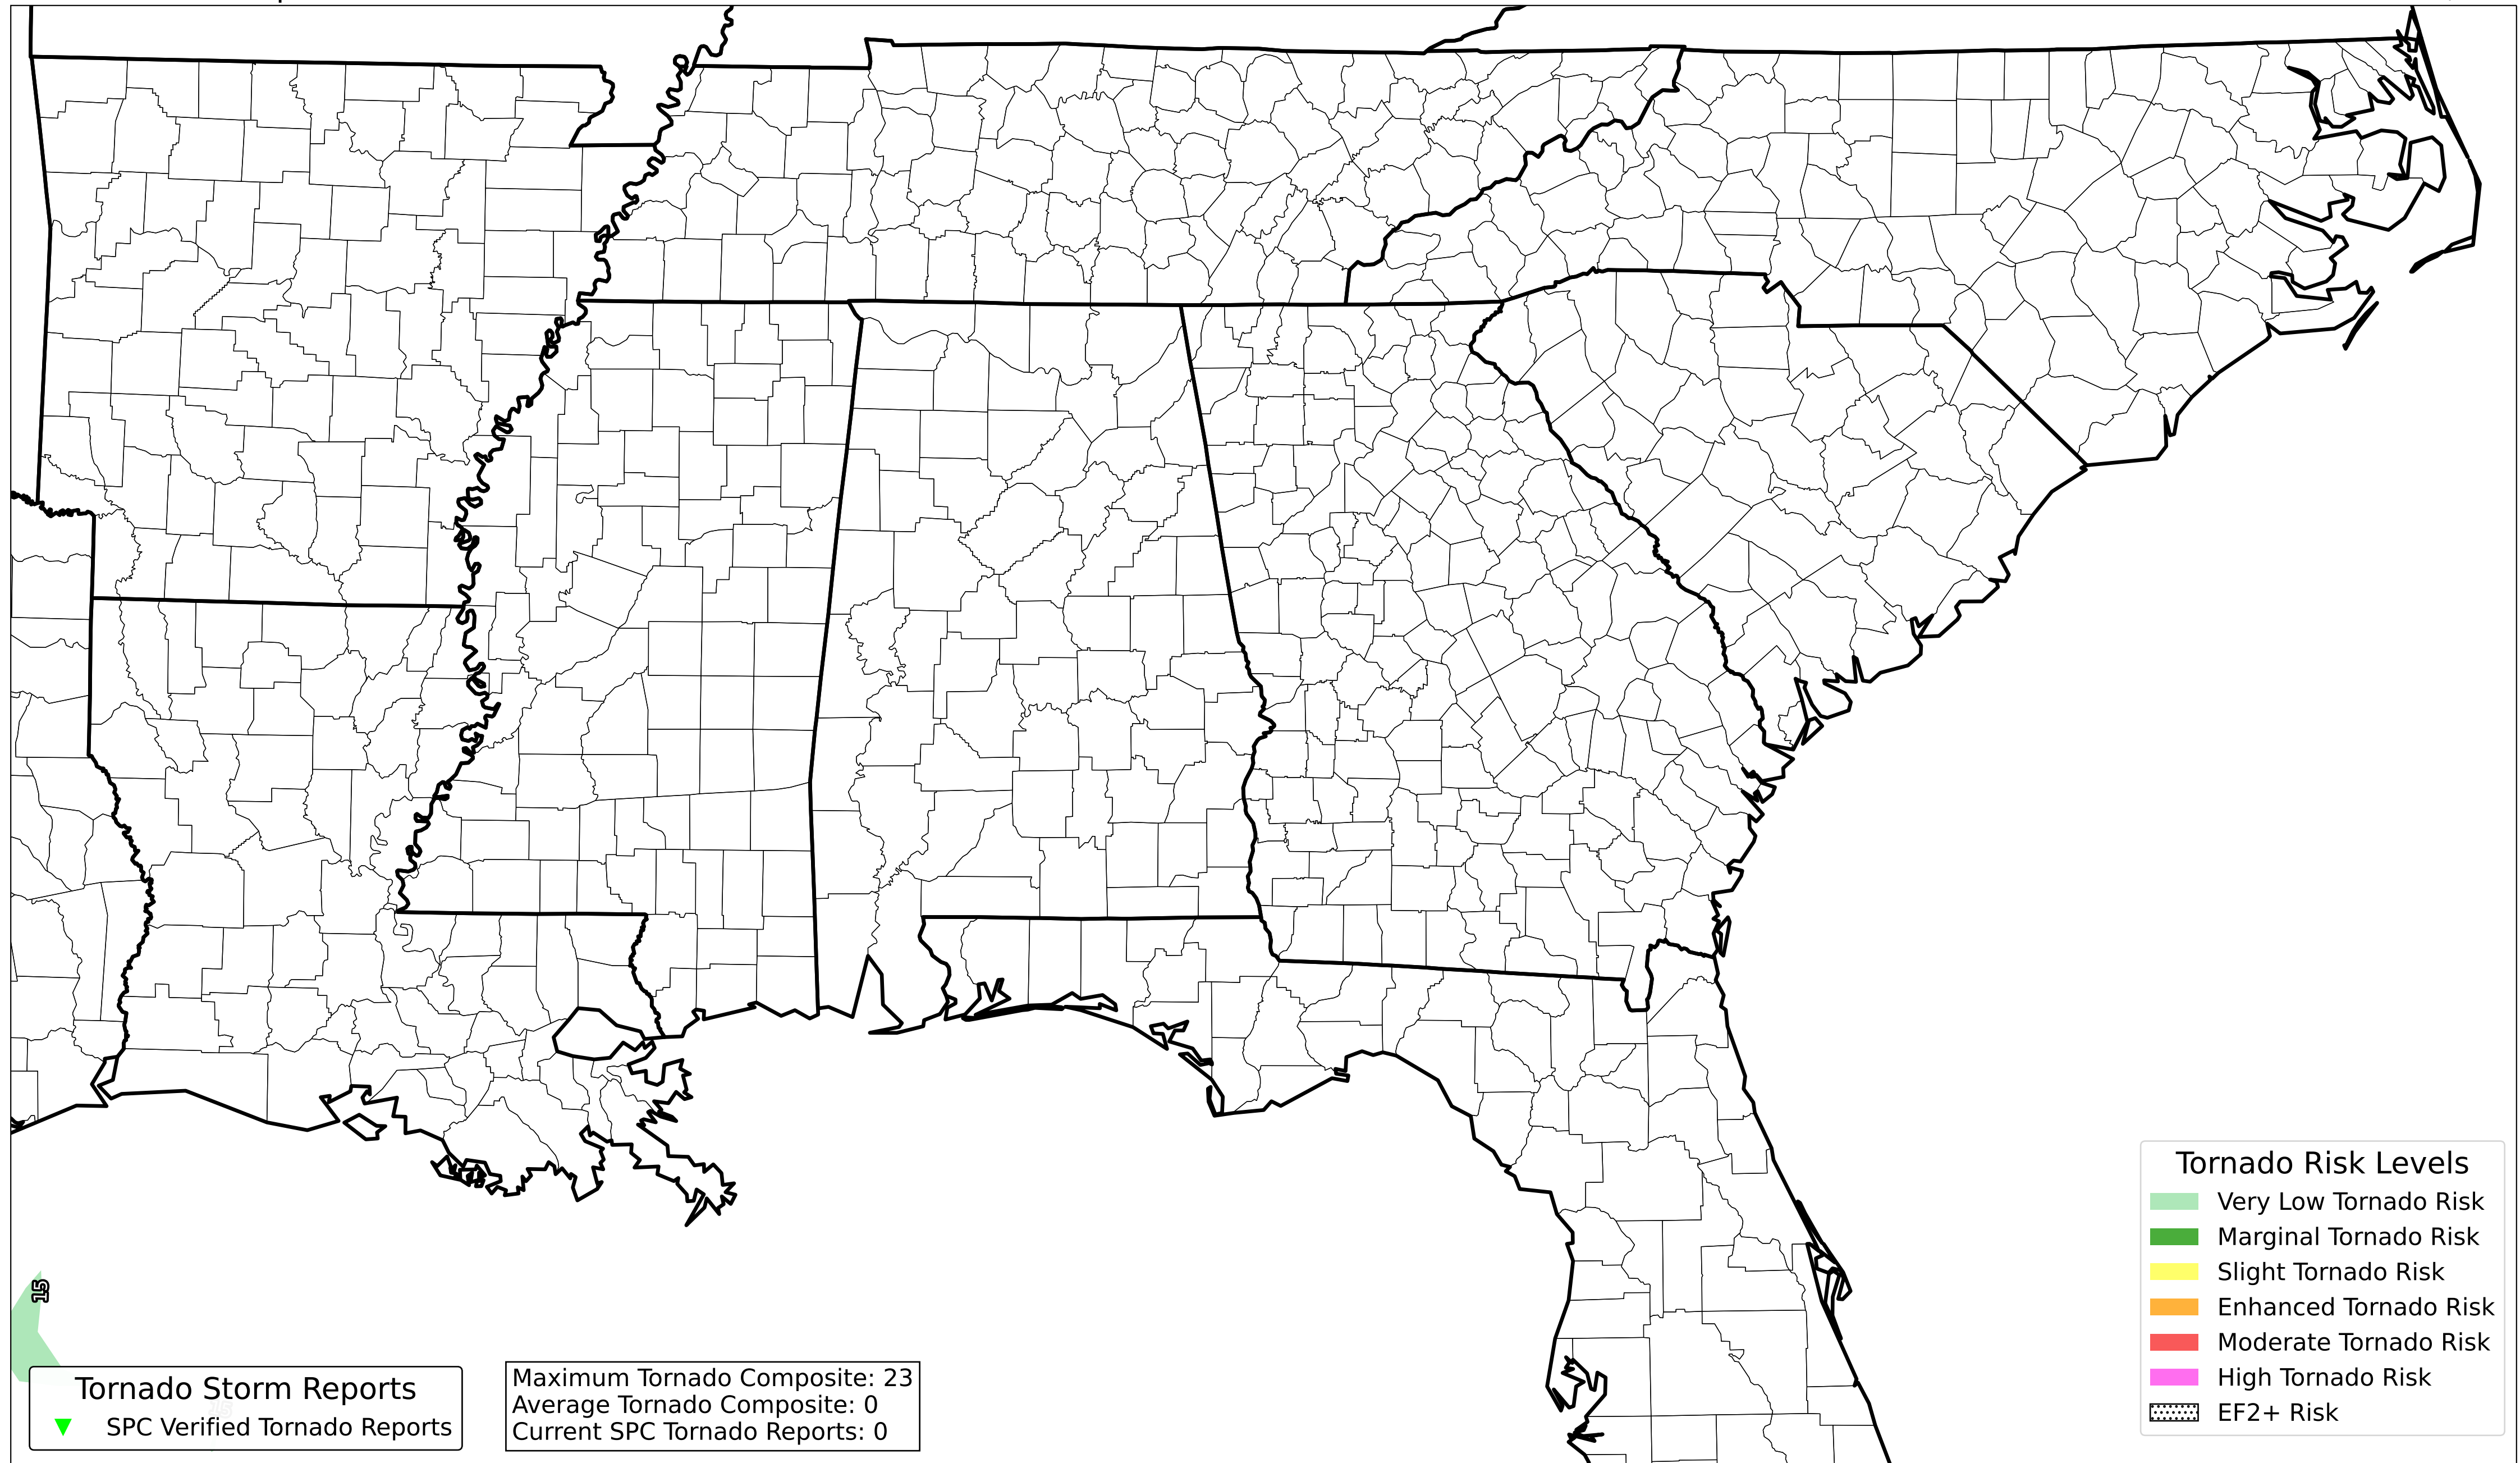 15
Tornado Storm Reports
SPC Verified Tornado Reports
Maximum Tornado Composite: 23
Average Tornado Composite: 0
Current SPC Tornado Reports: 0
Tornado Risk Levels
Very Low Tornado Risk
Marginal Tornado Risk
Slight Tornado Risk
Enhanced Tornado Risk
Moderate Tornado Risk
High Tornado Risk
EF2+ Risk